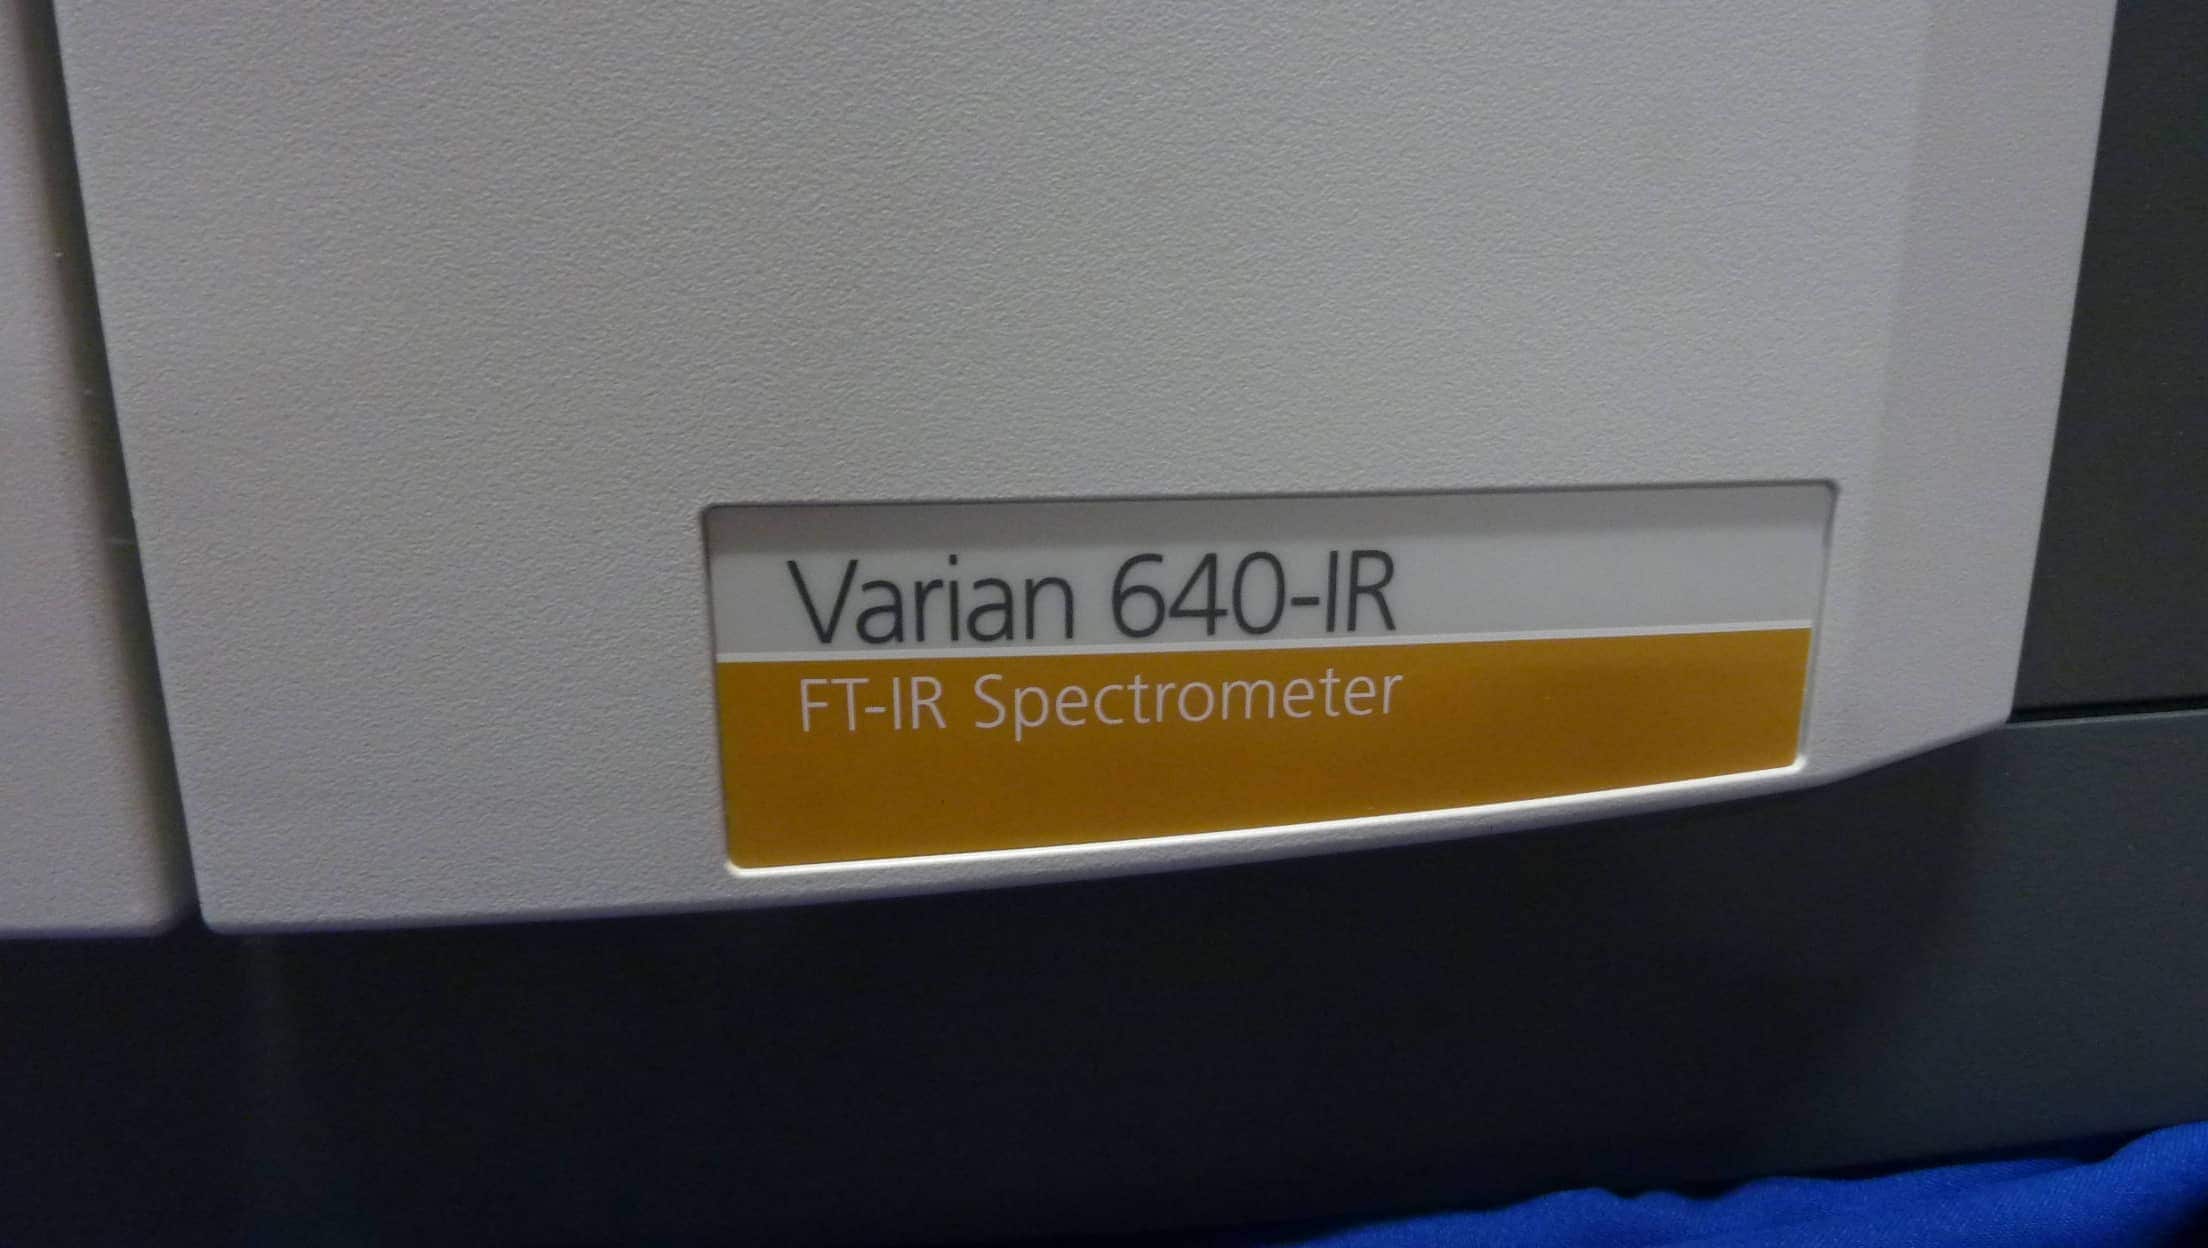 Varian 640-IR
FT-IR Spectrometer